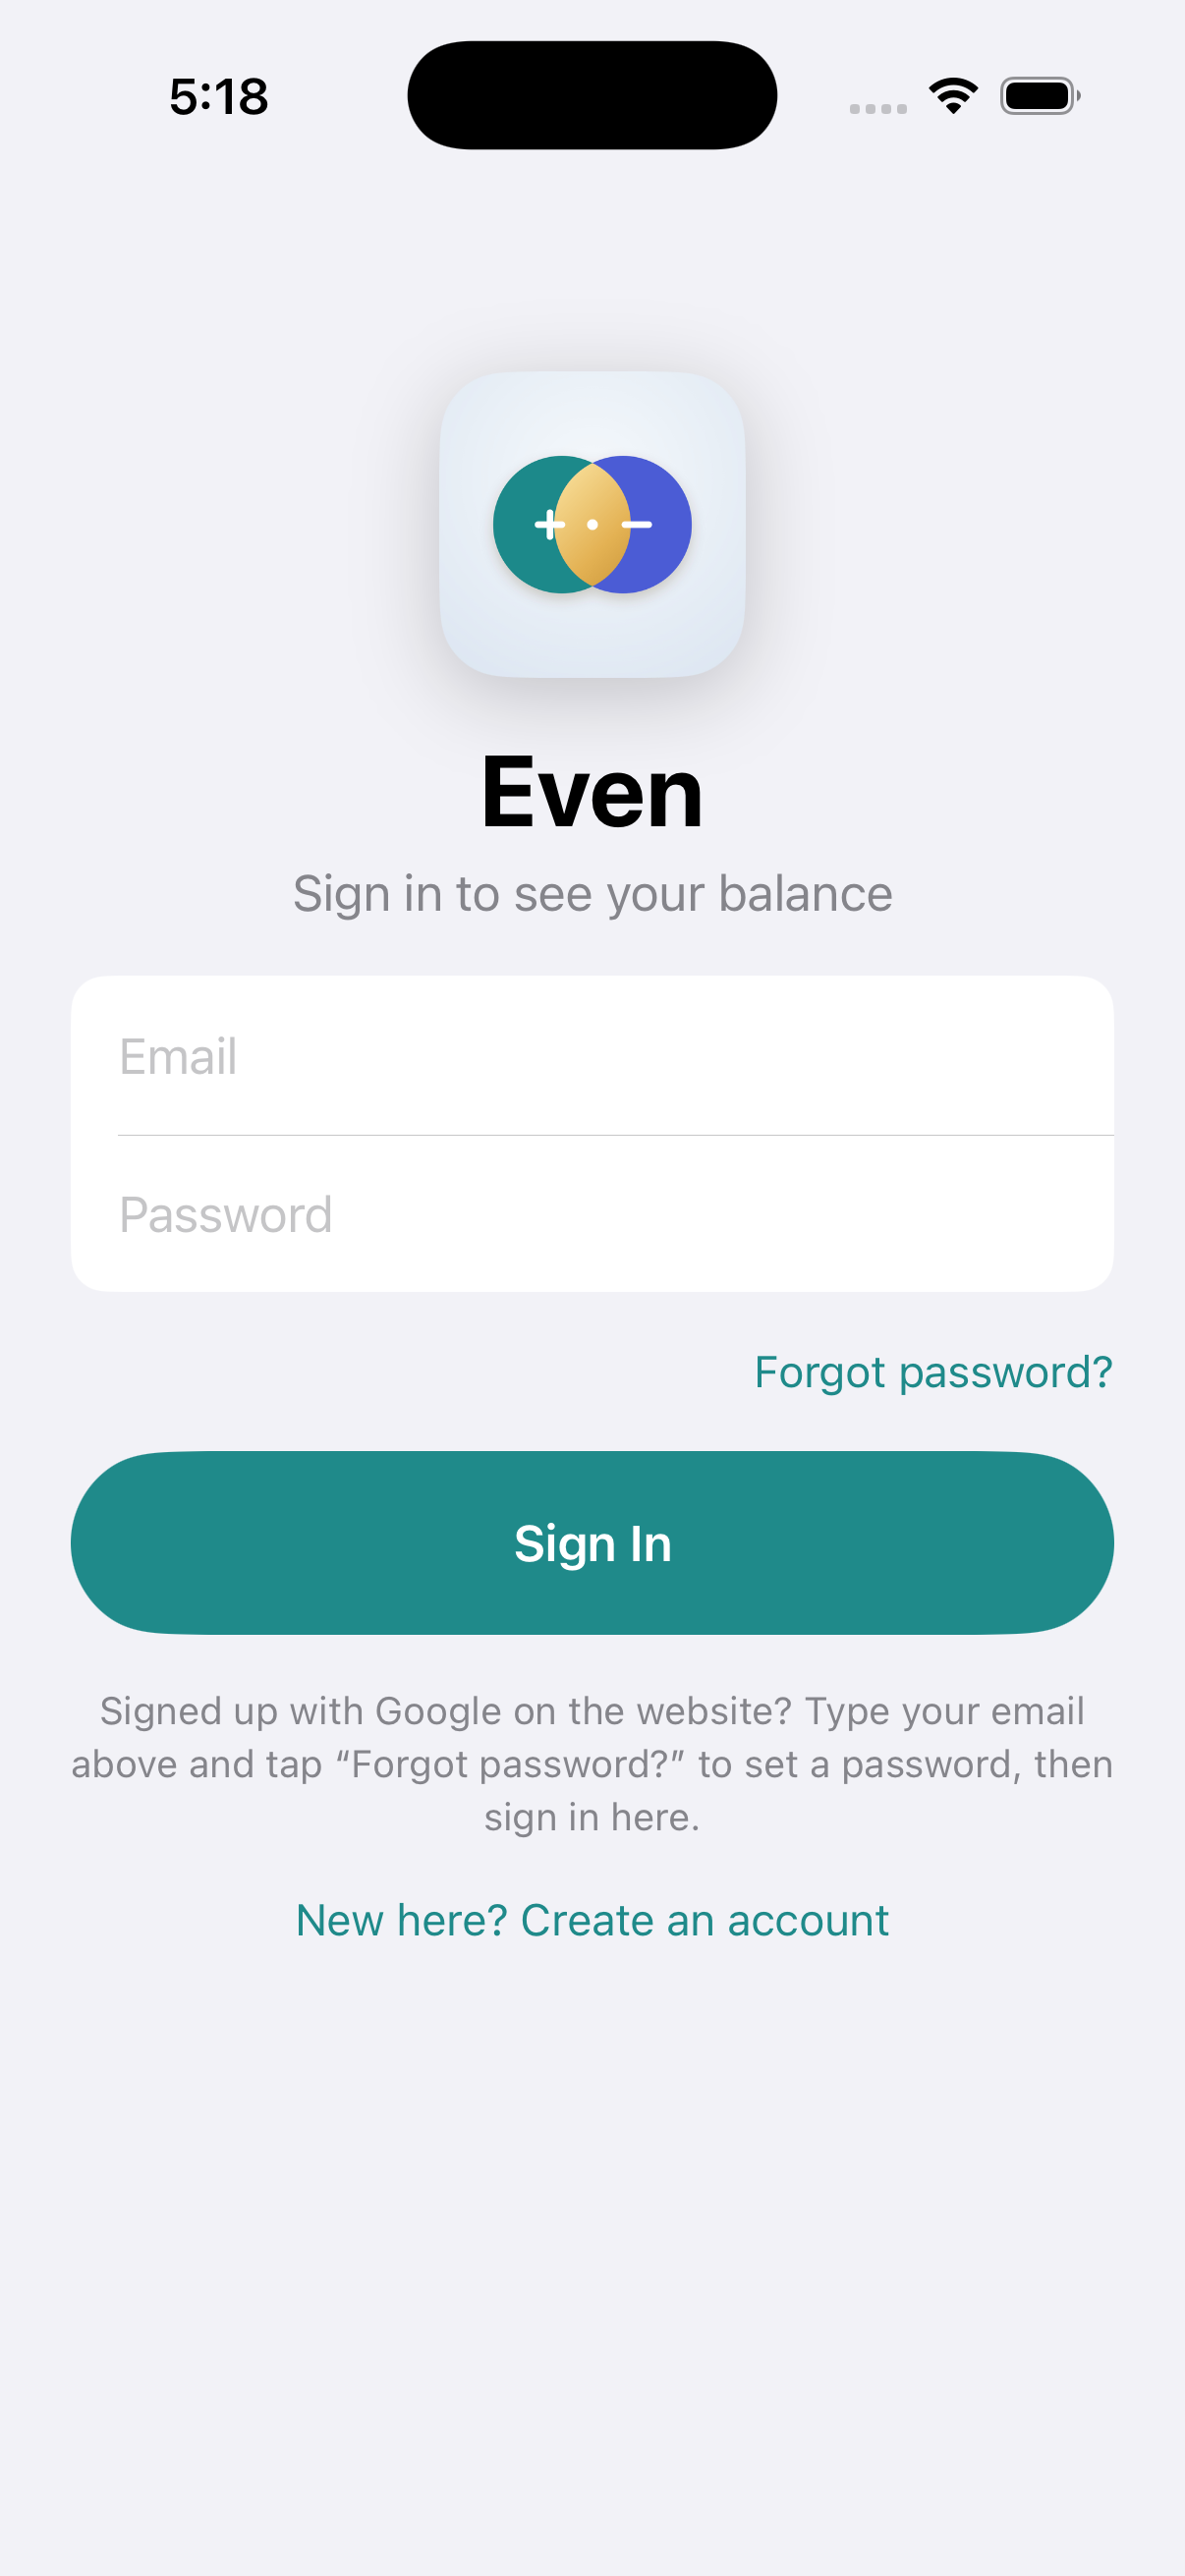 5:18
Even
Sign in to see your balance
Email
Password
Forgot password?
Sign In
Signed up with Google on the website? Type your email
above and tap “Forgot password?” to set a password, then
sign in here.
New here? Create an account